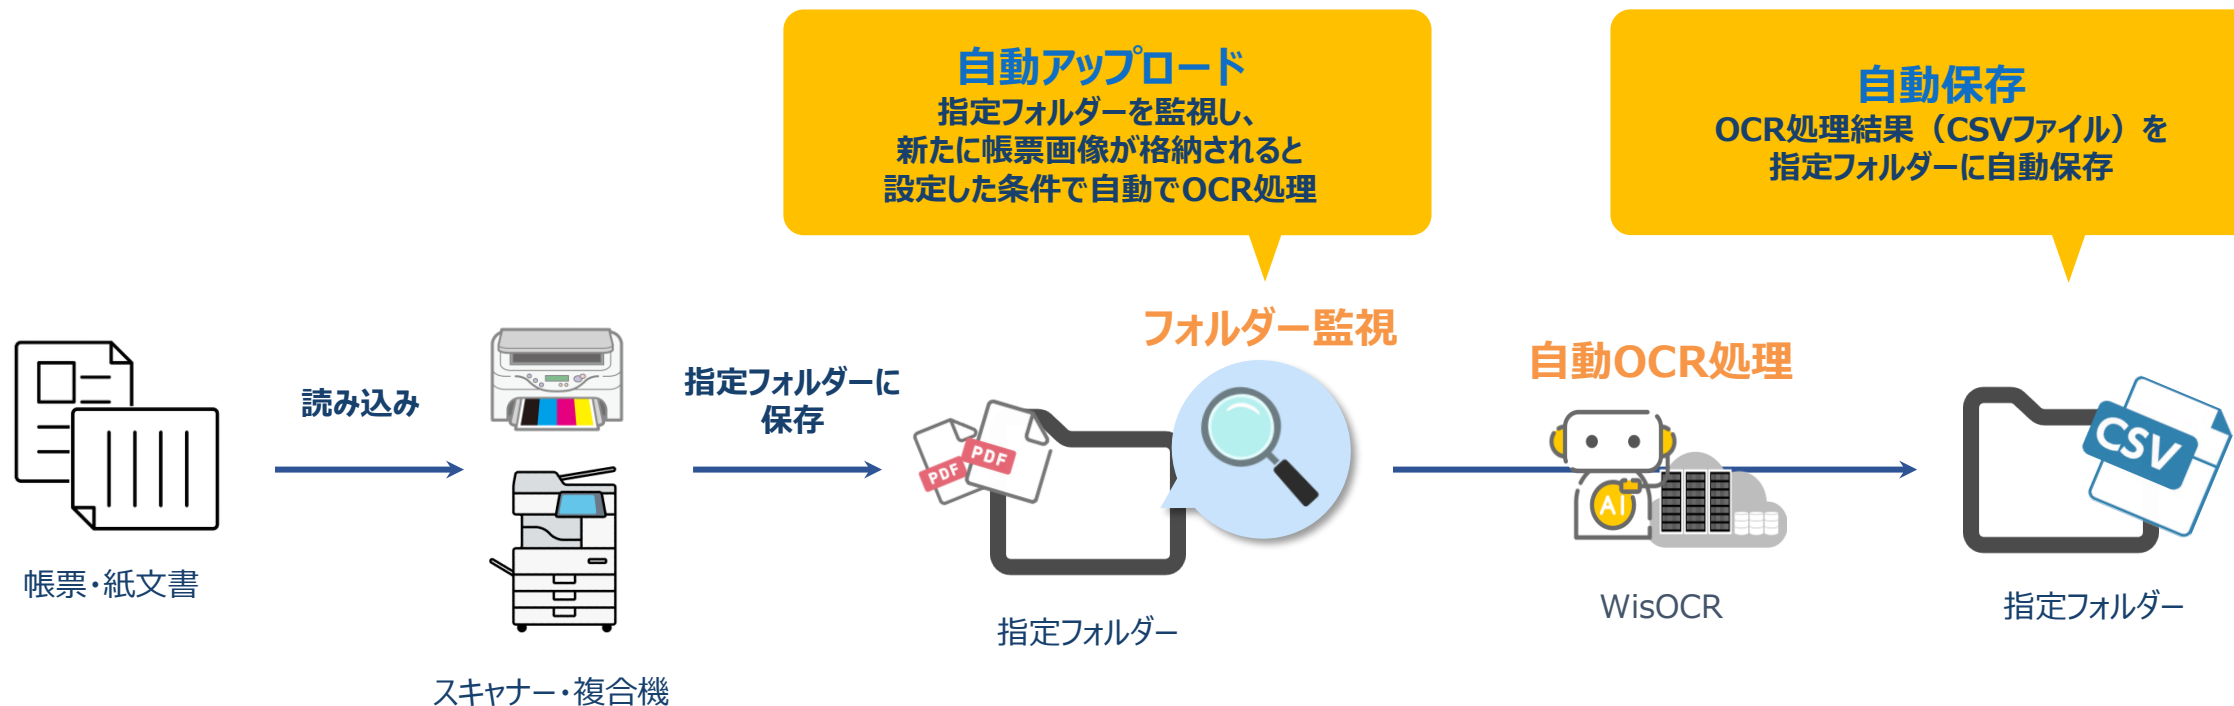 自動アップロード
指定フォルダーを監視し、
新たに帳票画像が格納されると
設定した条件で自動でOCR処理
自動保存
OCR処理結果（CSVファイル）を
指定フォルダーに自動保存
フォルダー監視
自動OCR処理
読み込み
指定フォルダーに
保存
PDF
PDF
CSV
AI
帳票・紙文書
スキャナー・複合機
指定フォルダー
WisOCR
指定フォルダー